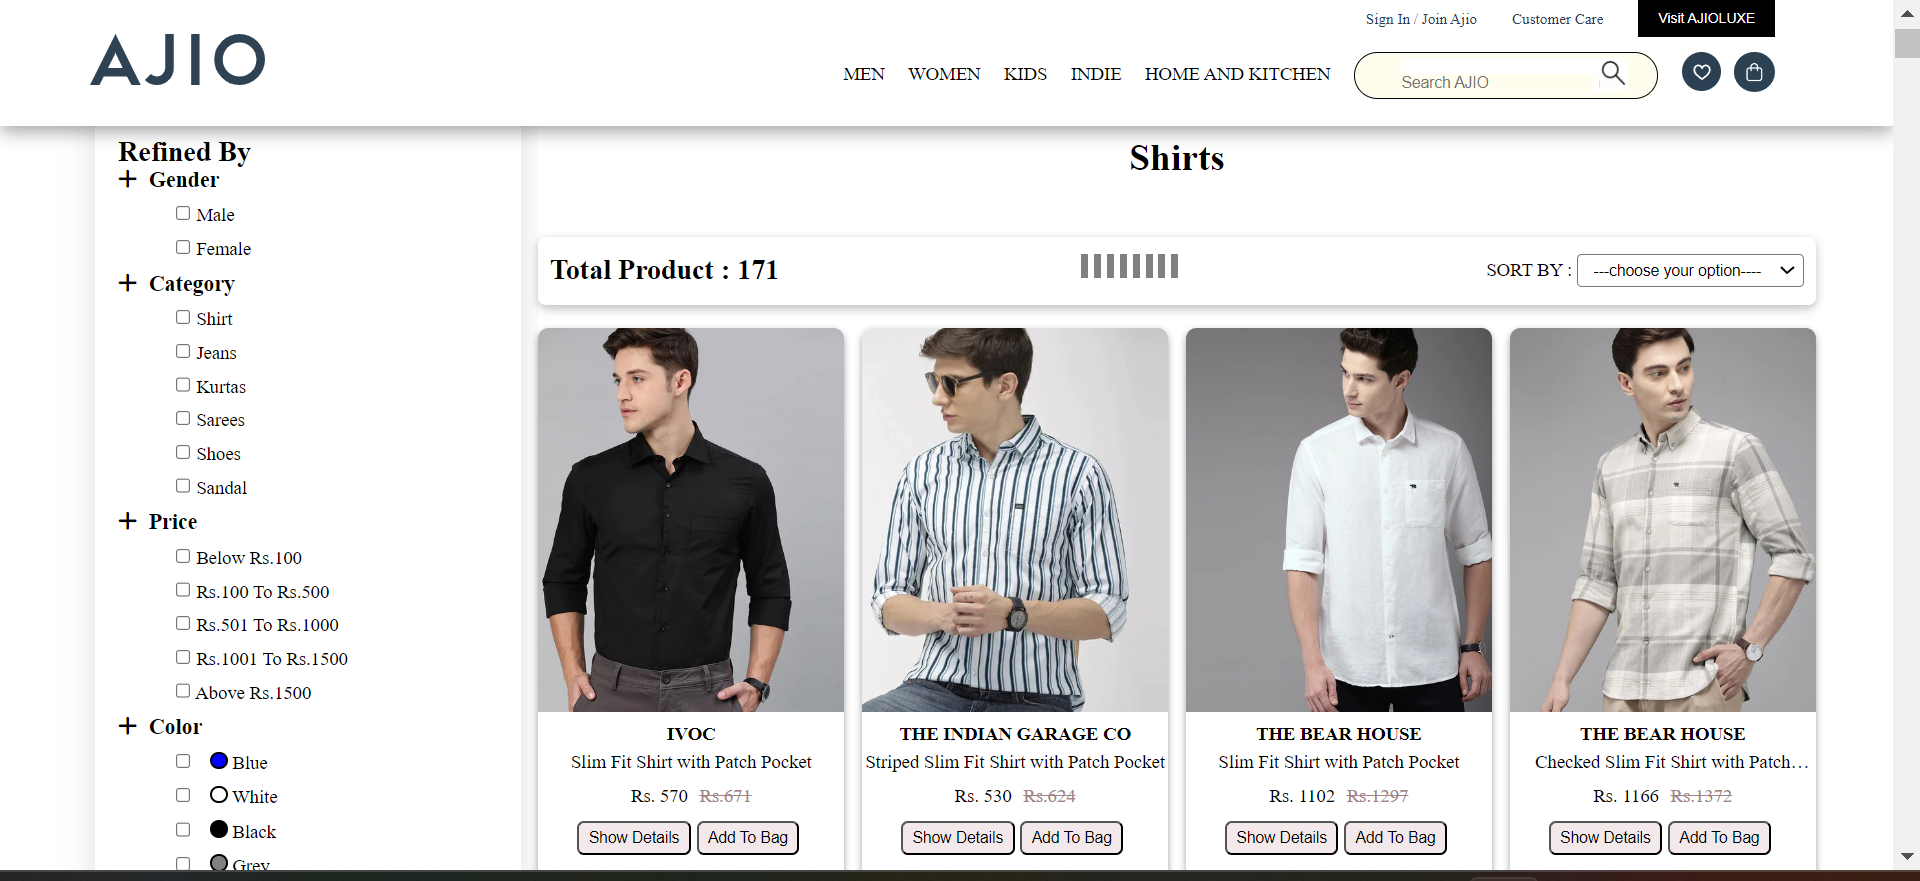 Sign In / Join Ajio Customer Care Visit AJIOLUXE
AJIO
MEN WOMEN KIDS INDIE HOME AND KITCHEN Search AJIO
Refined By
Gender
Male
Female
Category
Shirt
Jeans
Kurtas
Sarees
Shoes
Sandal
Price
Below Rs.100
Rs.100 To Rs.500
Rs.501 To Rs.1000
Rs.1001 To Rs.1500
Above Rs.1500
Color
Blue
White
Black
Grey
Shirts
Total Product : 171 SORT BY : ---choose your option----
IVOC
Slim Fit Shirt with Patch Pocket
Rs. 570 Rs.671
Show Details Add To Bag
THE INDIAN GARAGE CO
Striped Slim Fit Shirt with Patch Pocket
Rs. 530 Rs.624
Show Details Add To Bag
THE BEAR HOUSE
Slim Fit Shirt with Patch Pocket
Rs. 1102 Rs.1297
Show Details Add To Bag
THE BEAR HOUSE
Checked Slim Fit Shirt with Patch…
Rs. 1166 Rs.1372
Show Details Add To Bag